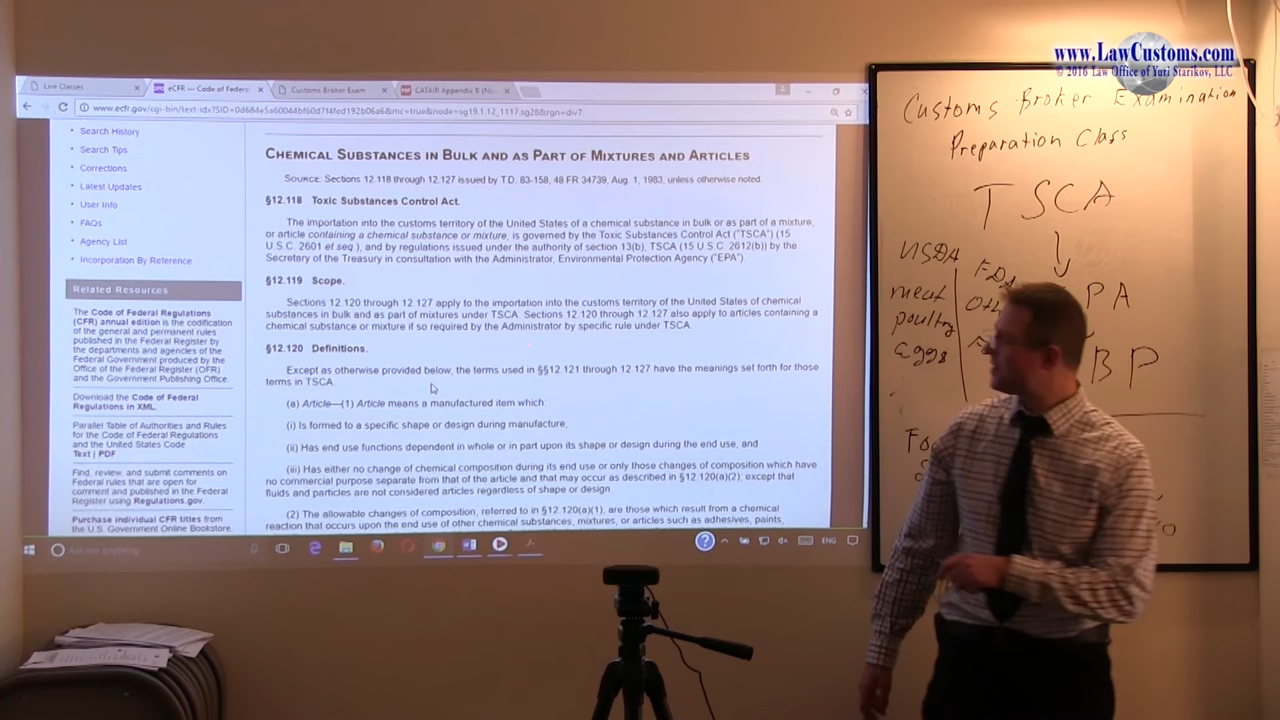 www.LawCustoms.com
© 2016 Law Office of Yuri Starikov, LLC
Live Classes
eCFR — Code of Federal
Customs Broker Exam
CATAIR Appendix B (No
www.ecfr.gov/cgi-bin/text-idx?SID=0d684e5a60044bf60d7f4fed192b06a6&mc=true&node=sg19.1.12_1117.sg28&rgn=div7
Search History
Search Tips
Corrections
Latest Updates
User Info
FAQs
Agency List
Incorporation By Reference
Related Resources
The Code of Federal Regulations
(CFR) annual edition is the codification
of the general and permanent rules
published in the Federal Register by
the departments and agencies of the
Federal Government produced by the
Office of the Federal Register (OFR)
and the Government Publishing Office.
Download the Code of Federal
Regulations in XML.
Parallel Table of Authorities and Rules
for the Code of Federal Regulations
and the United States Code
Text | PDF
Find, review, and submit comments on
Federal rules that are open for
comment and published in the Federal
Register using Regulations.gov.
Purchase individual CFR titles from
the U.S. Government Online Bookstore.
CHEMICAL SUBSTANCES IN BULK AND AS PART OF MIXTURES AND ARTICLES
SOURCE: Sections 12.118 through 12.127 issued by T.D. 83-158, 48 FR 34739, Aug. 1, 1983, unless otherwise noted.
§12.118 Toxic Substances Control Act.
The importation into the customs territory of the United States of a chemical substance in bulk or as part of a mixture,
or article containing a chemical substance or mixture, is governed by the Toxic Substances Control Act ("TSCA") (15
U.S.C. 2601 et seq.), and by regulations issued under the authority of section 13(b), TSCA (15 U.S.C. 2612(b)) by the
Secretary of the Treasury in consultation with the Administrator, Environmental Protection Agency ("EPA").
§12.119 Scope.
Sections 12.120 through 12.127 apply to the importation into the customs territory of the United States of chemical
substances in bulk and as part of mixtures under TSCA. Sections 12.120 through 12.127 also apply to articles containing a
chemical substance or mixture if so required by the Administrator by specific rule under TSCA.
§12.120 Definitions.
Except as otherwise provided below, the terms used in §§12.121 through 12.127 have the meanings set forth for those
terms in TSCA.
(a) Article—(1) Article means a manufactured item which:
(i) Is formed to a specific shape or design during manufacture,
(ii) Has end use functions dependent in whole or in part upon its shape or design during the end use, and
(iii) Has either no change of chemical composition during its end use or only those changes of composition which have
no commercial purpose separate from that of the article and that may occur as described in §12.120(a)(2), except that
fluids and particles are not considered articles regardless of shape or design.
(2) The allowable changes of composition, referred to in §12.120(a)(1), are those which result from a chemical
reaction that occurs upon the end use of other chemical substances, mixtures, or articles such as adhesives, paints,
Ask me anything
ENG
Customs Broker Examination
Preparation Class
TSCA
USDA
meat
poultry
Eggs
FDA
Oth
PA
BP